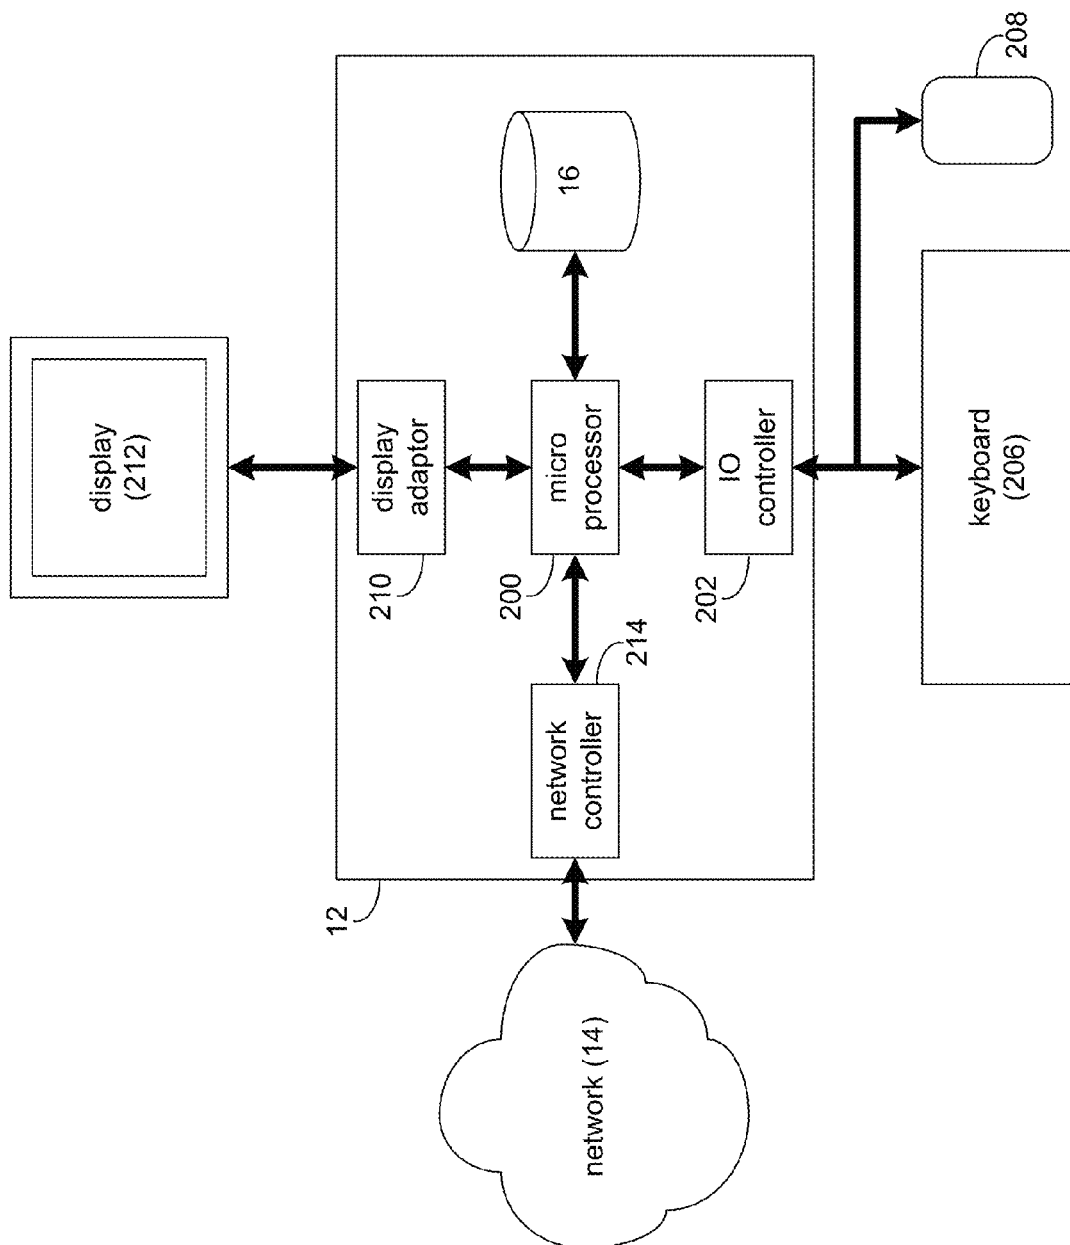 display
(212)
display
adaptor
210
16
micro
processor
200
network
controller
214
IO
controller
202
12
network (14)
208
keyboard
(206)